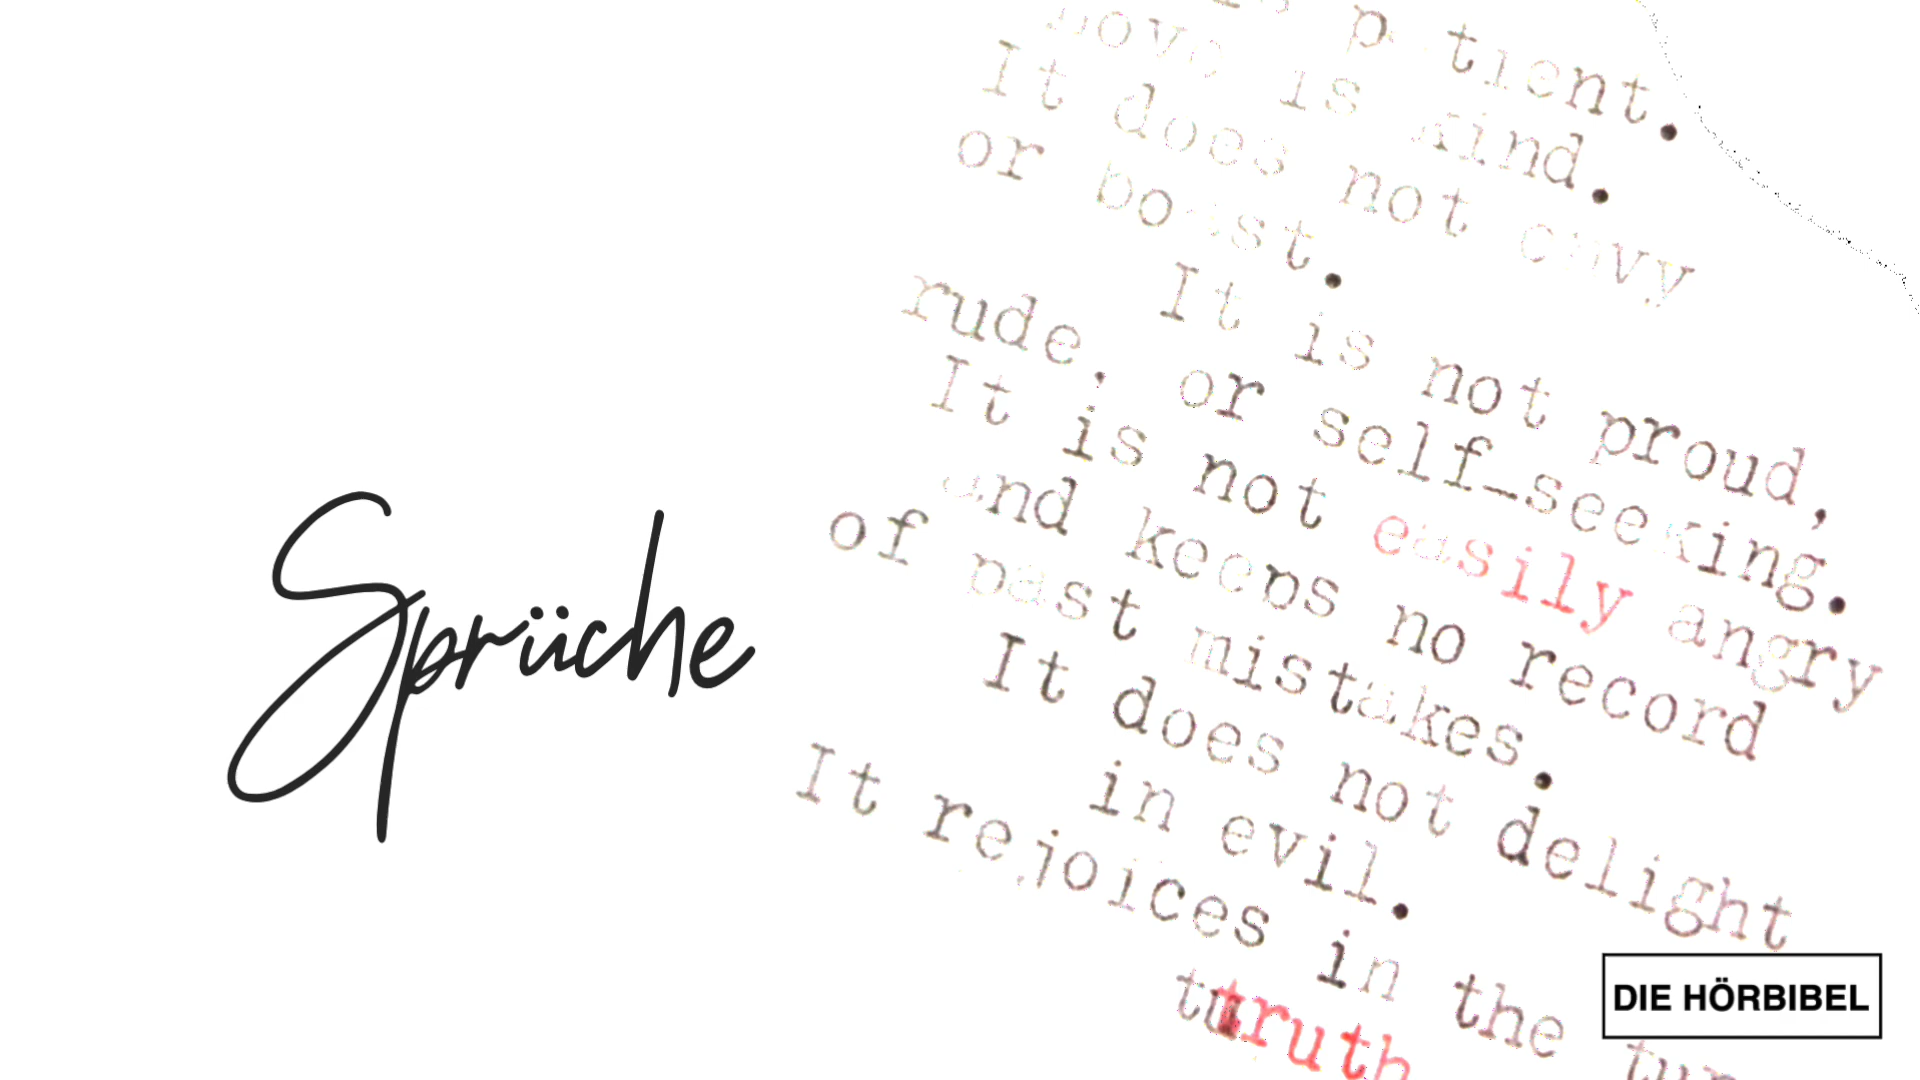 Sprüche
is patient.
Love is kind.
It does not envy
or boast.
It is not proud,
rude, or self-seeking.
It is not easily angry
and keeps no record
of past mistakes.
It does not delight
in evil.
It rejoices in the
truth
DIE HÖRBIBEL